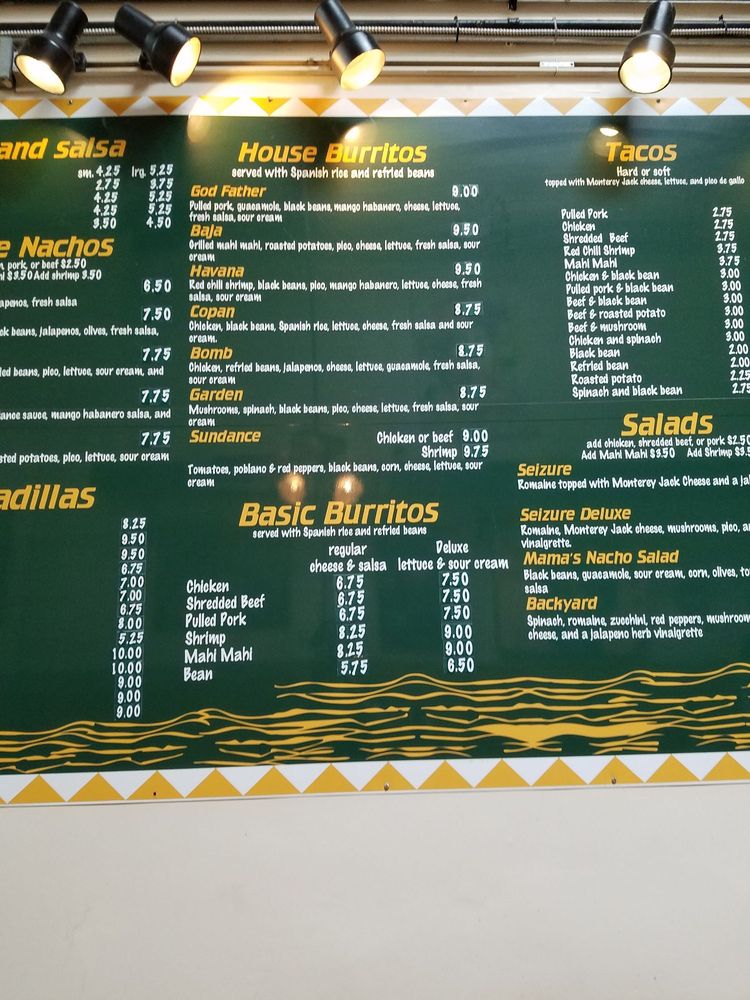 and salsa
sm. 4.25 lrg. 5.25
2.75 3.75
4.25 5.25
4.25 5.25
3.50 4.50
e Nachos
pork, or beef $2.50
$3.50 Add shrimp 3.50
6.50
apenos, fresh salsa
7.50
ck beans, jalapenos, olives, fresh salsa,
7.75
ied beans, pico, lettuce, sour cream, and
7.75
dance sauce, mango habanero salsa, and
7.75
sted potatoes, pico, lettuce, sour cream
adillas
8.25
9.50
9.50
6.75
7.00
7.00
6.75
8.00
5.25
10.00
10.00
9.00
9.00
9.00
House Burritos
served with Spanish rice and refried beans
God Father 9.00
Pulled pork, guacamole, black beans, mango habanero, cheese, lettuce,
fresh salsa, sour cream
Baja 9.50
Grilled mahi mahi, roasted potatoes, pico, cheese, lettuce, fresh salsa, sour
cream
Havana 9.50
Red chili shrimp, black beans, pico, mango habanero, lettuce, cheese, fresh
salsa, sour cream
Copan 8.75
Chicken, black beans, Spanish rice, lettuce, cheese, fresh salsa and sour
cream.
Bomb 8.75
Chicken, refried beans, jalapenos, cheese, lettuce, guacamole, fresh salsa,
sour cream
Garden 8.75
Mushrooms, spinach, black beans, pico, cheese, lettuce, fresh salsa, sour
cream
Sundance Chicken or beef 9.00
Shrimp 9.75
Tomatoes, poblano & red peppers, black beans, corn, cheese, lettuce, sour
cream
Basic Burritos
served with Spanish rice and refried beans
regular Deluxe
cheese & salsa lettuce & sour cream
Chicken 6.75 7.50
Shredded Beef 6.75 7.50
Pulled Pork 6.75 7.50
Shrimp 8.25 9.00
Mahi Mahi 8.25 9.00
Bean 5.75 6.50
Tacos
Hard or soft
topped with Monterey Jack cheese, lettuce, and pico de gallo
Pulled Pork 2.75
Chicken 2.75
Shredded Beef 2.75
Red Chili Shrimp 3.75
Mahi Mahi 3.75
Chicken & black bean 3.00
Pulled pork & black bean 3.00
Beef & black bean 3.00
Beef & roasted potato 3.00
Beef & mushroom 3.00
Chicken and spinach 3.00
Black bean 2.00
Refried bean 2.00
Roasted potato 2.25
Spinach and black bean 2.75
Salads
add chicken, shredded beef, or pork $2.50
Add Mahi Mahi $3.50 Add Shrimp $3.5
Seizure
Romaine topped with Monterey Jack Cheese and a ja
Seizure Deluxe
Romaine, Monterey Jack cheese, mushrooms, pico, a
vinaigrette.
Mama's Nacho Salad
Black beans, guacamole, sour cream, corn, olives, to
salsa
Backyard
Spinach, romaine, zucchini, red peppers, mushroom
cheese, and a jalapeno herb vinaigrette